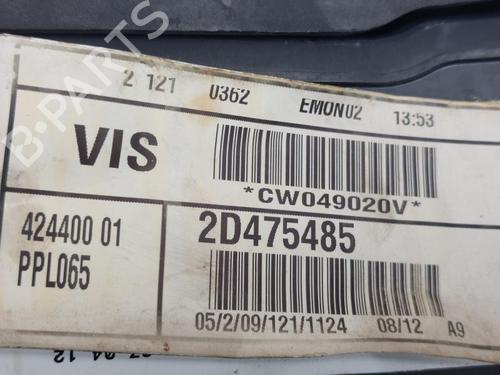 2 121 0362 EMON02 13:53
VIS
*CW049020V*
424400 01
2D475485
PPL065
05/2/09/121/1124 08/12 A9
B-PARTS